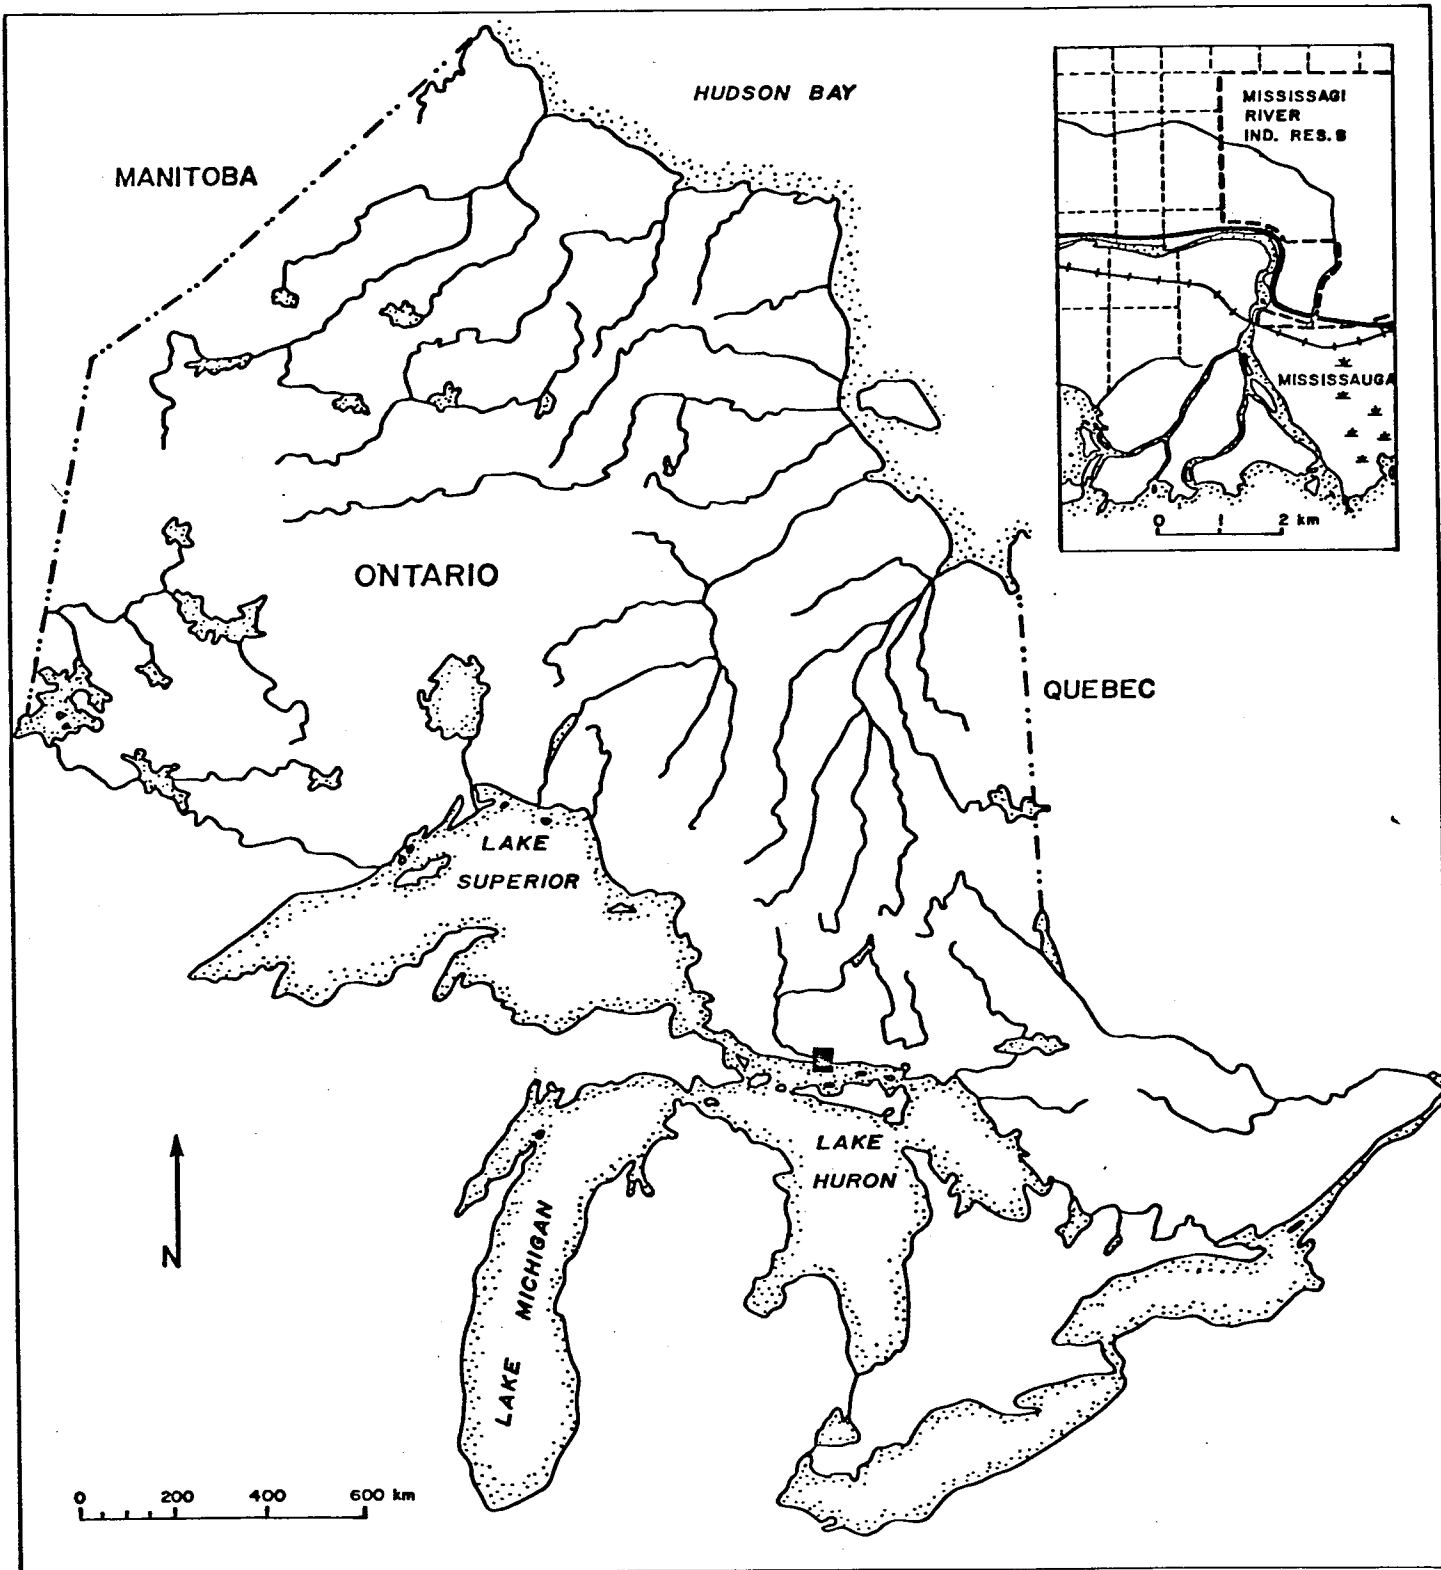 HUDSON BAY
MISSISSAGI
RIVER
IND. RES. 8
MANITOBA
MISSISSAUGA
0 1 2 km
ONTARIO
QUEBEC
LAKE
SUPERIOR
LAKE
HURON
LAKE MICHIGAN
N
0 200 400 600 km